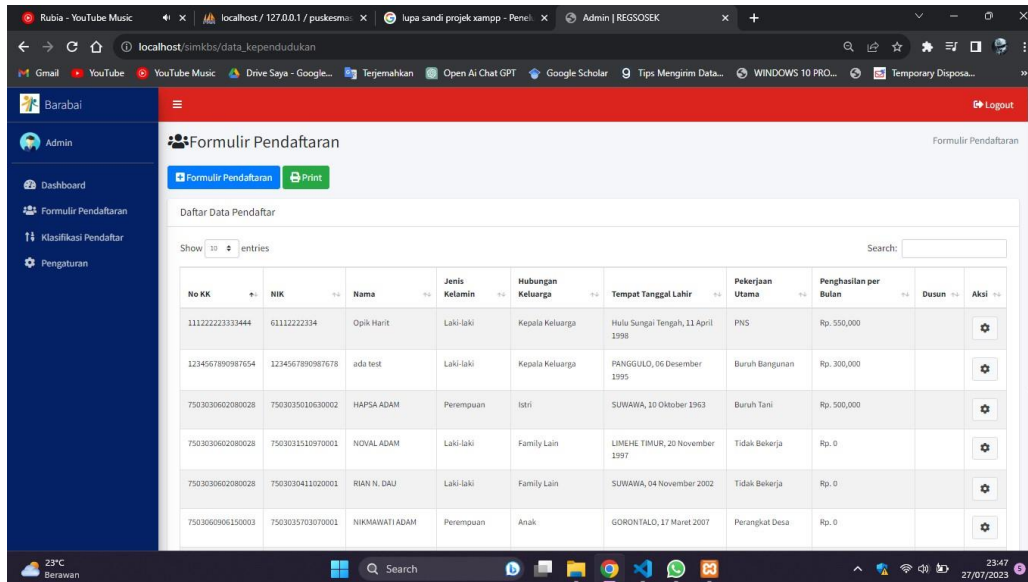 Rubia - YouTube Music
localhost / 127.0.0.1 / puskesmas
lupa sandi projek xampp - Penel
Admin | REGSOSEK
localhost/simkbs/data_kependudukan
Gmail YouTube YouTube Music Drive Saya - Google... Terjemahkan Open Ai Chat GPT Google Scholar Tips Mengirim Data... WINDOWS 10 PRO... Temporary Disposa... »
Barabai
Logout
Admin
Formulir Pendaftaran
Formulir Pendaftaran
Formulir Pendaftaran Print
Dashboard
Formulir Pendaftaran
Klasifikasi Pendaftar
Pengaturan
Daftar Data Pendaftar
Show 10 entries
Search:
No KK NIK Nama Jenis Kelamin Hubungan Keluarga Tempat Tanggal Lahir Pekerjaan Utama Penghasilan per Bulan Dusun Aksi
111222223333444 61112222334 Opik Harit Laki-laki Kepala Keluarga Hulu Sungai Tengah, 11 April 1998 PNS Rp. 550,000
1234567890987654 1234567890987678 ada test Laki-laki Kepala Keluarga PANGGULO, 06 Desember 1995 Buruh Bangunan Rp. 300,000
7503030602080028 7503035010630002 HAPSA ADAM Perempuan Istri SUWAWA, 10 Oktober 1963 Buruh Tani Rp. 500,000
7503030602080028 7503031510970001 NOVAL ADAM Laki-laki Family Lain LIMEHE TIMUR, 20 November 1997 Tidak Bekerja Rp. 0
7503030602080028 7503030411020001 RIAN N. DAU Laki-laki Family Lain SUWAWA, 04 November 2002 Tidak Bekerja Rp. 0
7503060906150003 7503035703070001 NIKMAWATI ADAM Perempuan Anak GORONTALO, 17 Maret 2007 Perangkat Desa Rp. 0
23°C
Berawan
Search
23:47
27/07/2023
5